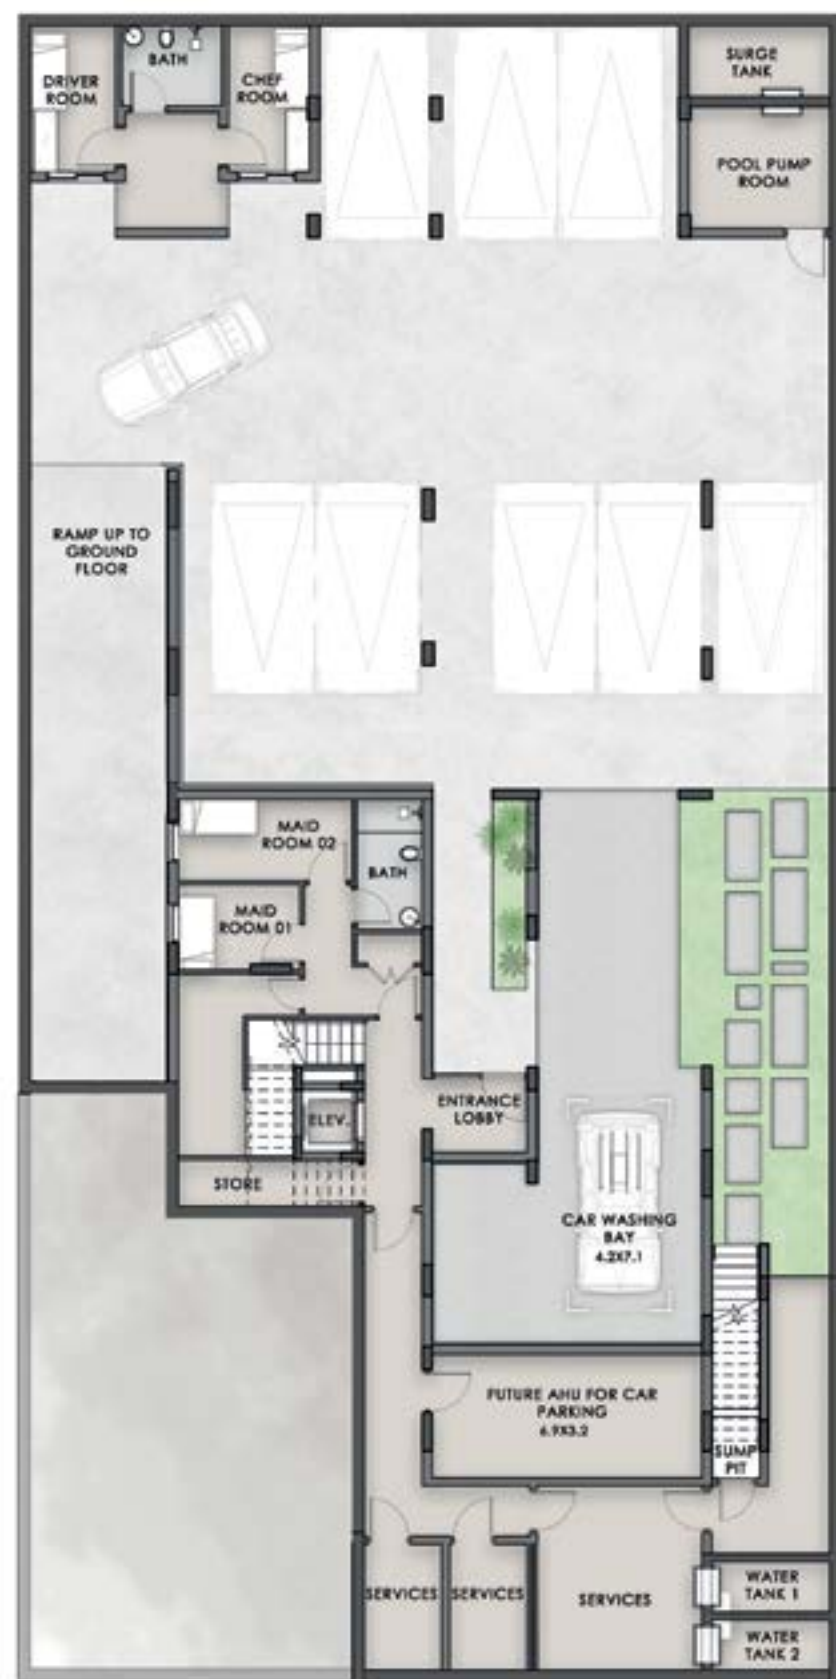 BATH
DRIVER
ROOM
CHEF
ROOM
SURGE
TANK
POOL PUMP
ROOM
RAMP UP TO
GROUND
FLOOR
MAID
ROOM 02
BATH
MAID
ROOM 01
ENTRANCE
LOBBY
ELEV.
STORE
CAR WASHING
BAY
4.2X7.1
FUTURE AHU FOR CAR
PARKING
6.9X3.2
SUMP
PIT
SERVICES
SERVICES
SERVICES
WATER
TANK 1
WATER
TANK 2